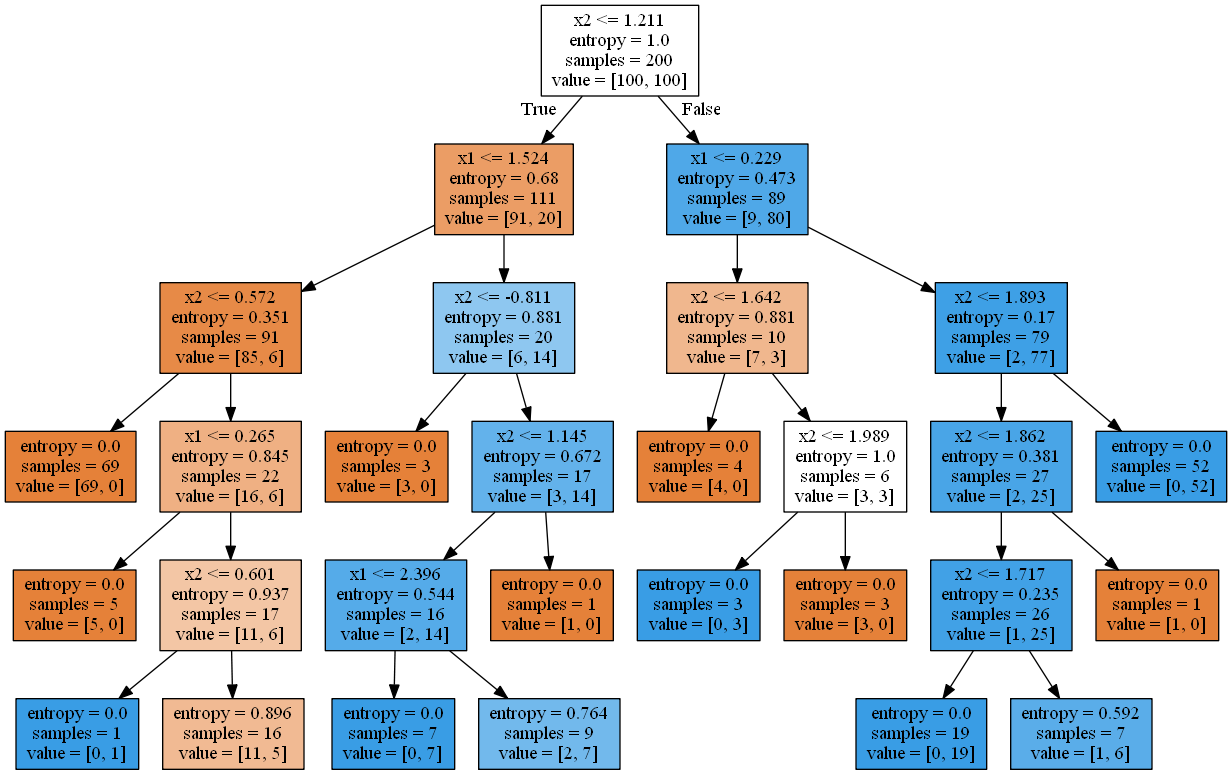 x2 <= 1.211
entropy = 1.0
samples = 200
value = [100, 100]
True
False
x1 <= 1.524
entropy = 0.68
samples = 111
value = [91, 20]
x1 <= 0.229
entropy = 0.473
samples = 89
value = [9, 80]
x2 <= 0.572
entropy = 0.351
samples = 91
value = [85, 6]
x2 <= -0.811
entropy = 0.881
samples = 20
value = [6, 14]
x2 <= 1.642
entropy = 0.881
samples = 10
value = [7, 3]
x2 <= 1.893
entropy = 0.17
samples = 79
value = [2, 77]
entropy = 0.0
samples = 69
value = [69, 0]
x1 <= 0.265
entropy = 0.845
samples = 22
value = [16, 6]
entropy = 0.0
samples = 3
value = [3, 0]
x2 <= 1.145
entropy = 0.672
samples = 17
value = [3, 14]
entropy = 0.0
samples = 4
value = [4, 0]
x2 <= 1.989
entropy = 1.0
samples = 6
value = [3, 3]
x2 <= 1.862
entropy = 0.381
samples = 27
value = [2, 25]
entropy = 0.0
samples = 52
value = [0, 52]
entropy = 0.0
samples = 5
value = [5, 0]
x2 <= 0.601
entropy = 0.937
samples = 17
value = [11, 6]
x1 <= 2.396
entropy = 0.544
samples = 16
value = [2, 14]
entropy = 0.0
samples = 1
value = [1, 0]
entropy = 0.0
samples = 3
value = [0, 3]
entropy = 0.0
samples = 3
value = [3, 0]
x2 <= 1.717
entropy = 0.235
samples = 26
value = [1, 25]
entropy = 0.0
samples = 1
value = [1, 0]
entropy = 0.0
samples = 1
value = [0, 1]
entropy = 0.896
samples = 16
value = [11, 5]
entropy = 0.0
samples = 7
value = [0, 7]
entropy = 0.764
samples = 9
value = [2, 7]
entropy = 0.0
samples = 19
value = [0, 19]
entropy = 0.592
samples = 7
value = [1, 6]